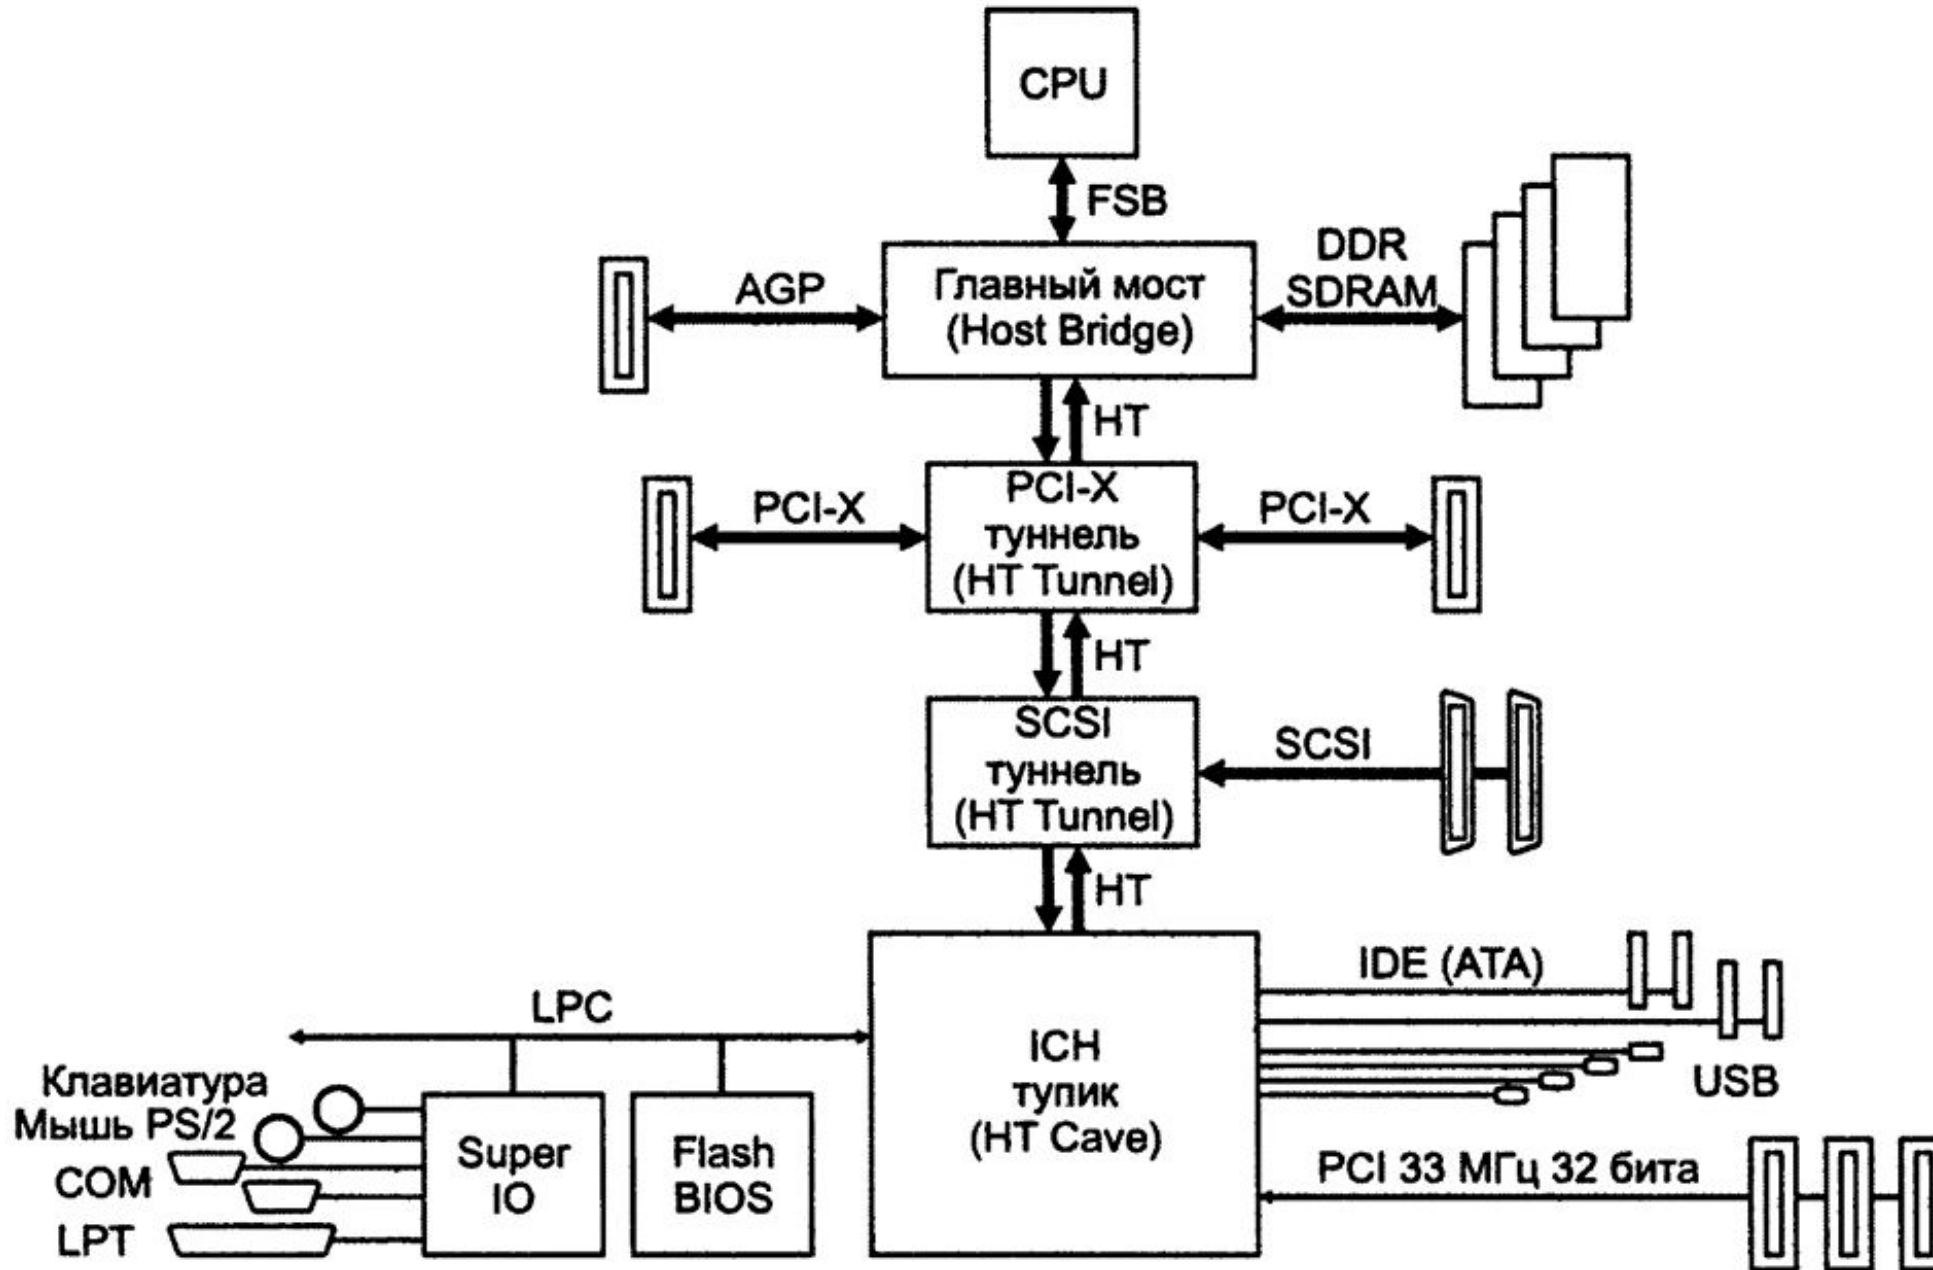 CPU
FSB
AGP
Главный мост
(Host Bridge)
DDR
SDRAM
HT
PCI-X
PCI-X
туннель
(HT Tunnel)
PCI-X
HT
SCSI
туннель
(HT Tunnel)
SCSI
HT
LPC
ICH
тупик
(HT Cave)
IDE (ATA)
USB
PCI 33 МГц 32 бита
Клавиатура
Мышь PS/2
COM
LPT
Super
IO
Flash
BIOS